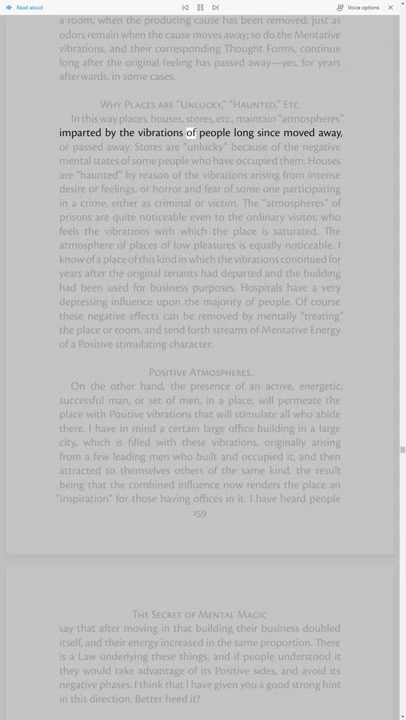 Read aloud
Voice options
a room, when the producing cause has been removed; just as
odors remain when the cause moves away; so do the Mentative
vibrations, and their corresponding Thought Forms, continue
long after the original feeling has passed away—yes, for years
afterwards, in some cases.
WHY PLACES ARE "UNLUCKY," "HAUNTED," ETC.
In this way places, houses, stores, etc., maintain "atmospheres"
imparted by the vibrations of people long since moved away,
or passed away. Stores are "unlucky" because of the negative
mental states of some people who have occupied them. Houses
are "haunted" by reason of the vibrations arising from intense
desire or feelings, or horror and fear of some one participating
in a crime, either as criminal or victim. The "atmospheres" of
prisons are quite noticeable even to the ordinary visitor, who
feels the vibrations with which the place is saturated. The
atmosphere of places of low pleasures is equally noticeable. I
know of a place of this kind in which the vibrations continued for
years after the original tenants had departed and the building
had been used for business purposes. Hospitals have a very
depressing influence upon the majority of people. Of course
these negative effects can be removed by mentally "treating"
the place or room, and send forth streams of Mentative Energy
of a Positive stimulating character.
POSITIVE ATMOSPHERES.
On the other hand, the presence of an active, energetic,
successful man, or set of men, in a place, will permeate the
place with Positive vibrations that will stimulate all who abide
there. I have in mind a certain large office building in a large
city, which is filled with these vibrations, originally arising
from a few leading men who built and occupied it, and then
attracted to themselves others of the same kind, the result
being that the combined influence now renders the place an
"inspiration" for those having offices in it. I have heard people
159
THE SECRET OF MENTAL MAGIC
say that after moving in that building their business doubled
itself, and their energy increased in the same proportion. There
is a Law underlying these things, and if people understood it
they would take advantage of its Positive sides, and avoid its
negative phases. I think that I have given you a good strong hint
in this direction. Better heed it?